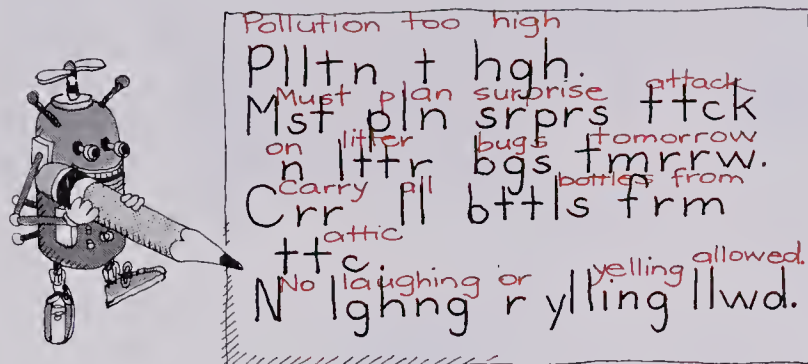 Pollution too high
Plltn t hgh.
Must plan surprise attack
Mst pln srprs ttck
on litter bugs tomorrow
n lttr bgs tmrrw.
Carry all bottles from
Crr ll bttls frm
attic
ttc.
No laughing or yelling allowed.
N lghng r ylling llwd.